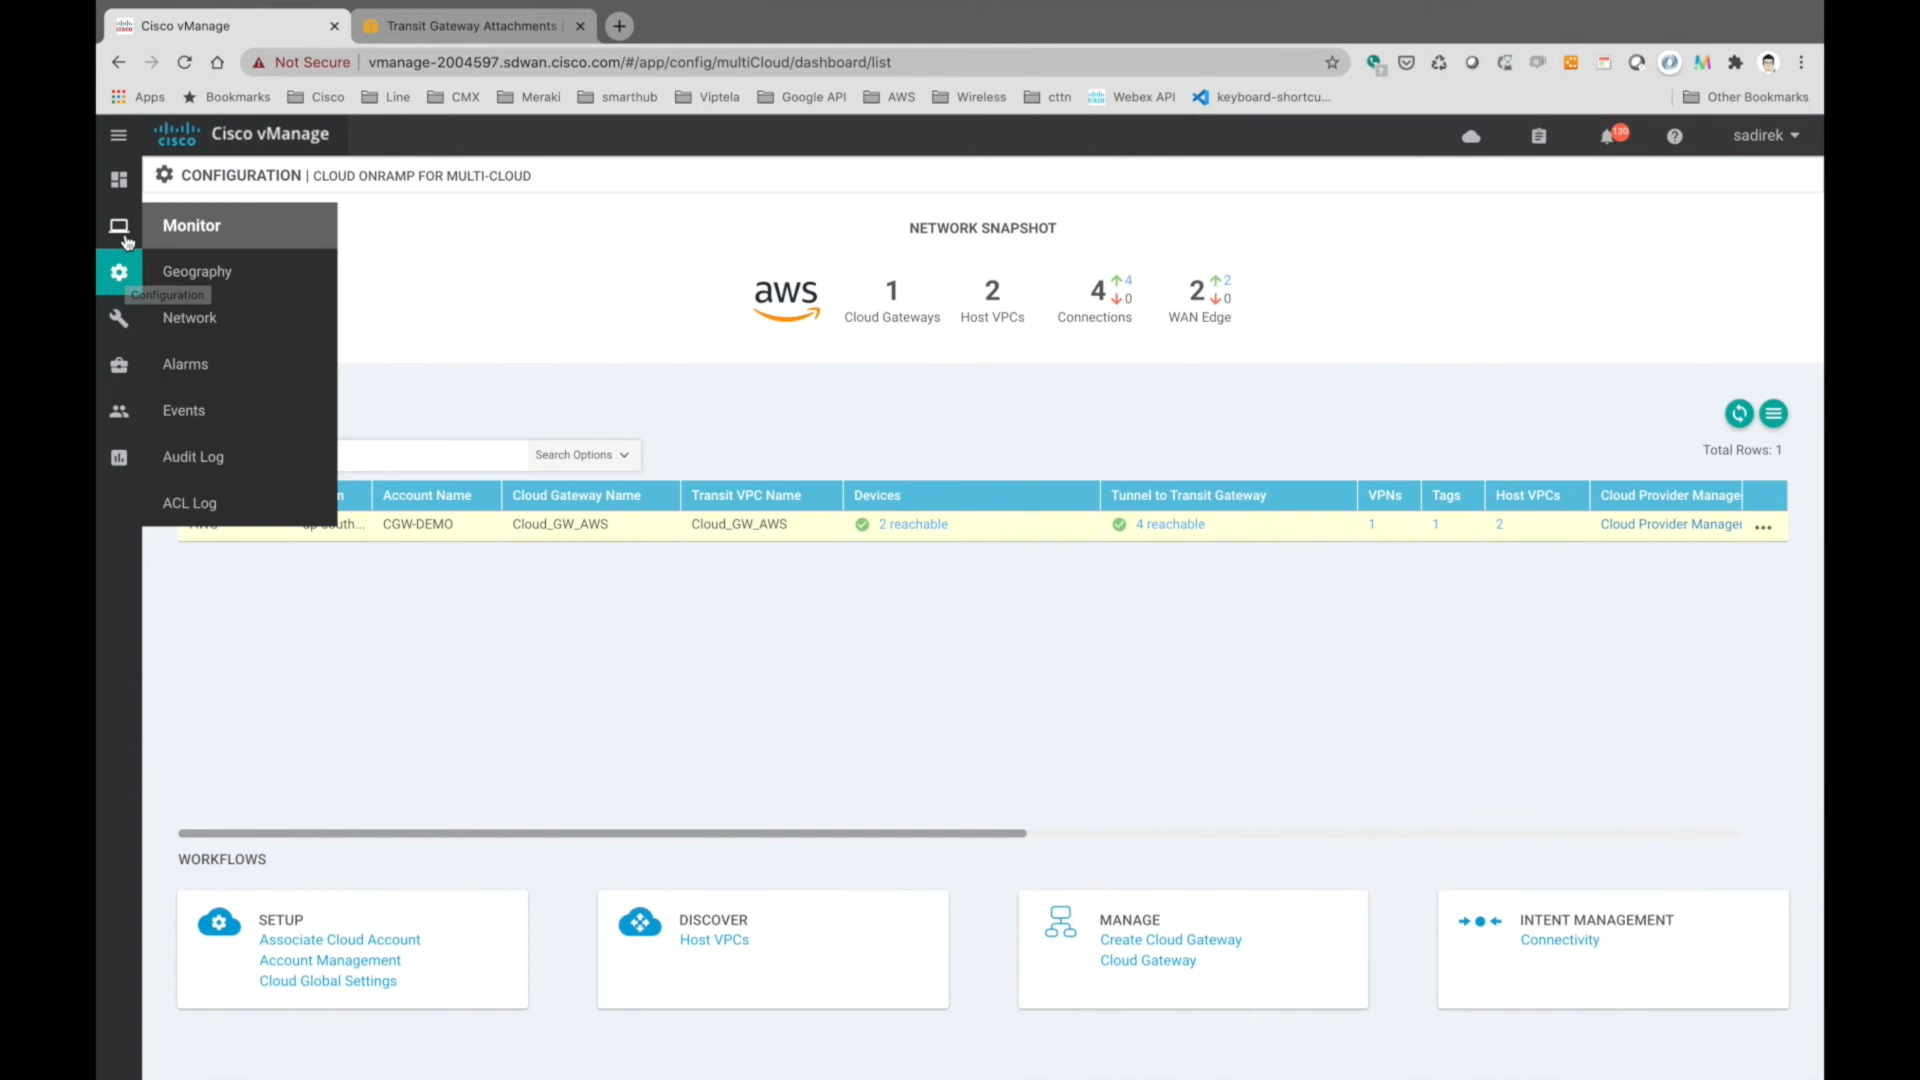 Cisco vManage
Transit Gateway Attachments
Not Secure
vmanage-2004597.sdwan.cisco.com/#/app/config/multiCloud/dashboard/list
Apps
Bookmarks
Cisco
Line
CMX
Meraki
smarthub
Viptela
Google API
AWS
Wireless
cttn
Webex API
keyboard-shortcu...
Other Bookmarks
CISCO
Cisco vManage
130
sadirek
CONFIGURATION | CLOUD ONRAMP FOR MULTI-CLOUD
Monitor
Geography
Configuration
Network
Alarms
Events
Audit Log
ACL Log
NETWORK SNAPSHOT
aws
1
Cloud Gateways
2
Host VPCs
4
4
0
Connections
2
2
0
WAN Edge
Search Options
Total Rows: 1
Account Name
Cloud Gateway Name
Transit VPC Name
Devices
Tunnel to Transit Gateway
VPNs
Tags
Host VPCs
Cloud Provider Manage
CGW-DEMO
Cloud_GW_AWS
Cloud_GW_AWS
2 reachable
4 reachable
1
1
2
Cloud Provider Manager
WORKFLOWS
SETUP
Associate Cloud Account
Account Management
Cloud Global Settings
DISCOVER
Host VPCs
MANAGE
Create Cloud Gateway
Cloud Gateway
INTENT MANAGEMENT
Connectivity